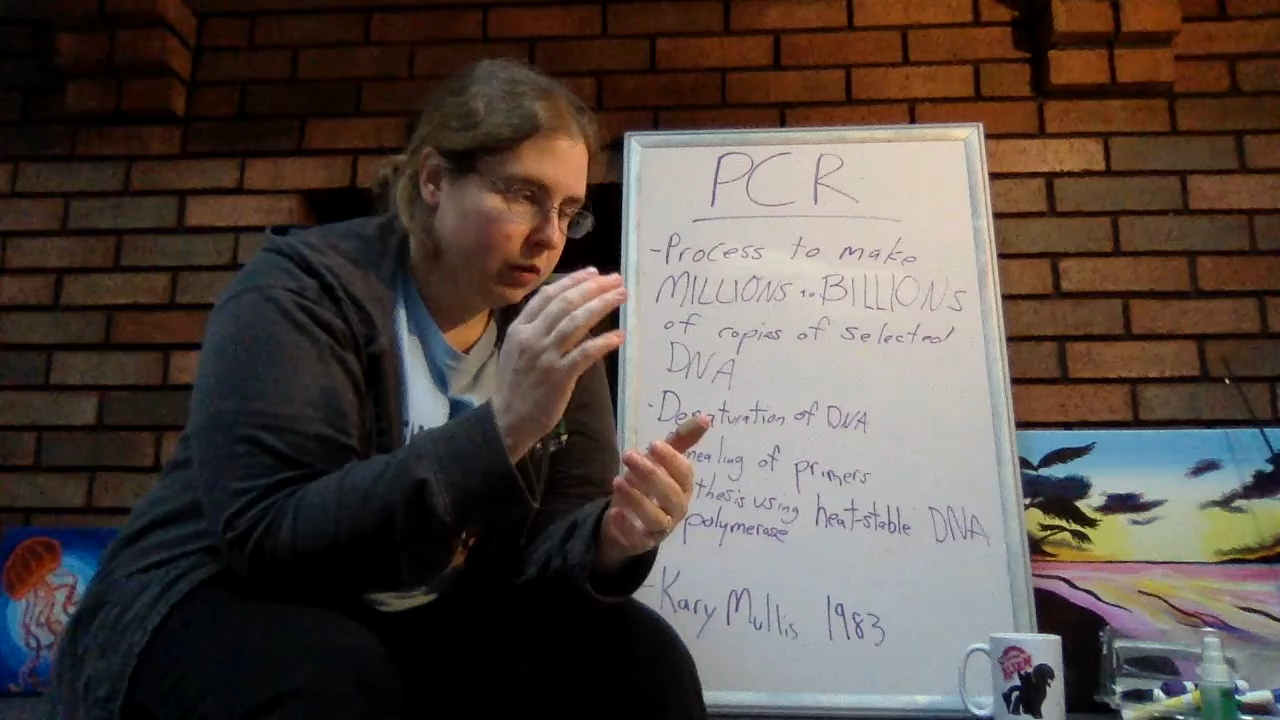 PCR
-Process to make
MILLIONS to BILLIONS
of copies of selected
DNA
·Denaturation of DNA
nealing of primers
thesis using heat-stable DNA
polymerase
-Kary Mullis 1983